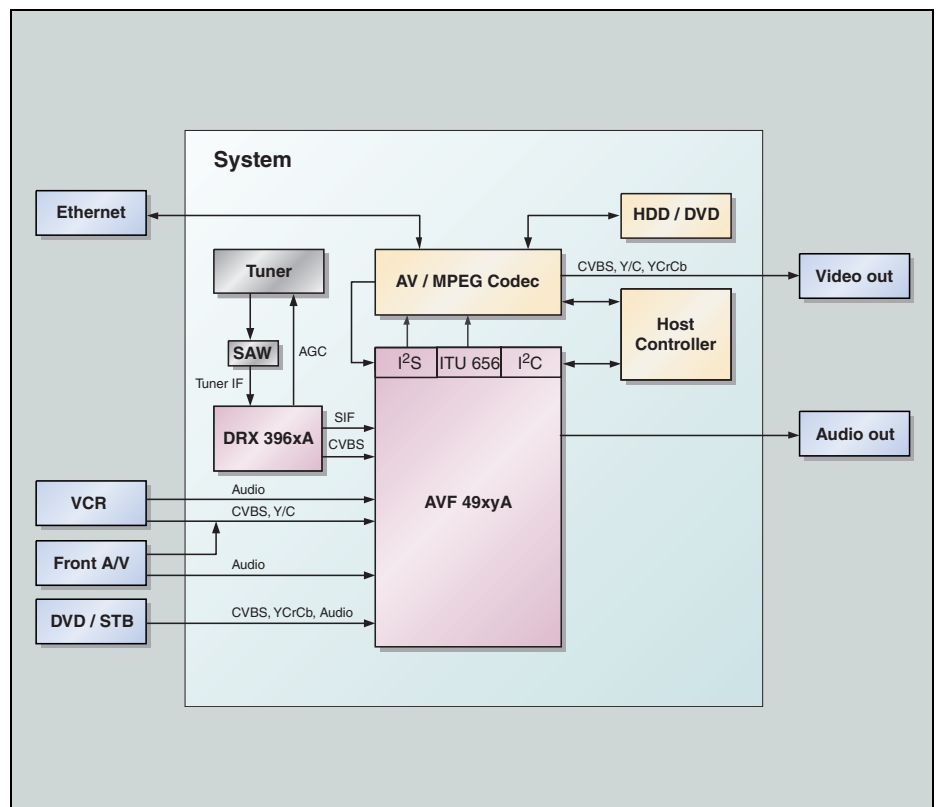 System
Ethernet
HDD / DVD
Tuner
AV / MPEG Codec
CVBS, Y/C, YCrCb
Video out
Host
Controller
SAW
AGC
I²S
ITU 656
I²C
Tuner IF
DRX 396xA
SIF
CVBS
Audio out
VCR
Audio
CVBS, Y/C
AVF 49xyA
Front A/V
Audio
DVD / STB
CVBS, YCrCb, Audio